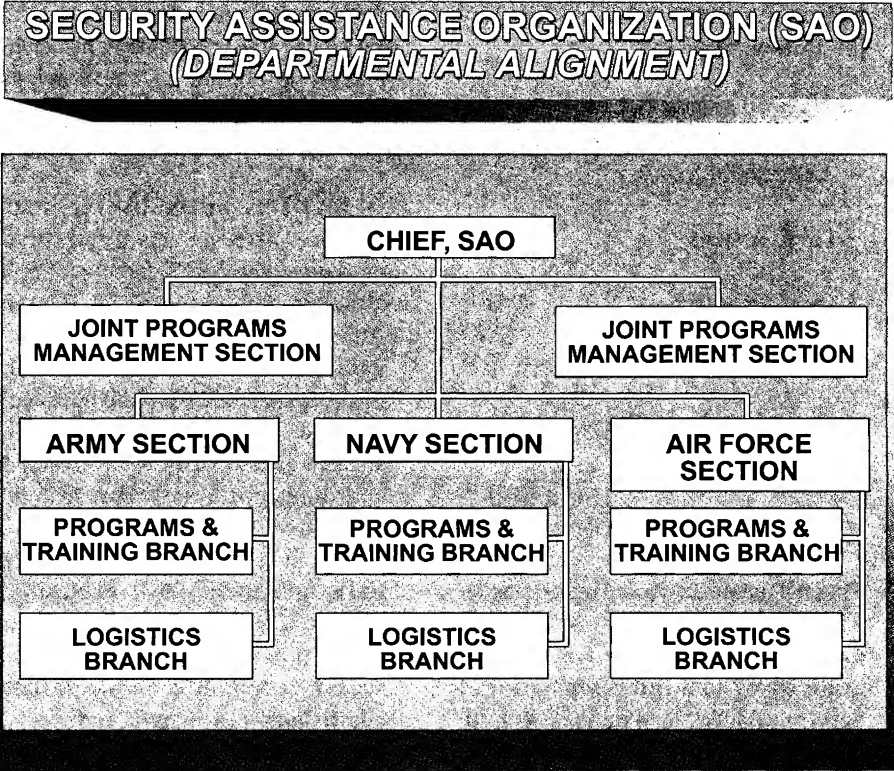 SECURITY ASSISTANCE ORGANIZATION (SAO)
(DEPARTMENTAL ALIGNMENT)
CHIEF, SAO
JOINT PROGRAMS
MANAGEMENT SECTION
JOINT PROGRAMS
MANAGEMENT SECTION
ARMY SECTION
NAVY SECTION
AIR FORCE
SECTION
PROGRAMS &
TRAINING BRANCH
PROGRAMS &
TRAINING BRANCH
PROGRAMS &
TRAINING BRANCH
LOGISTICS
BRANCH
LOGISTICS
BRANCH
LOGISTICS
BRANCH